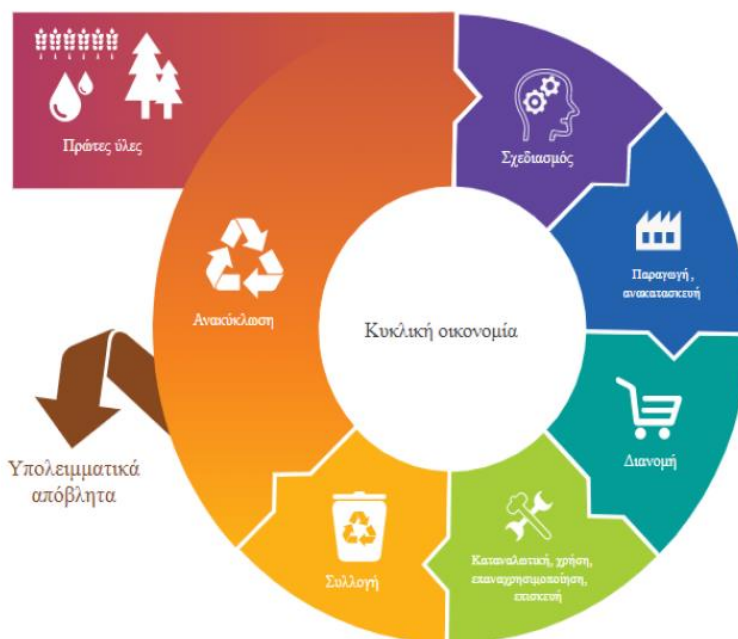 Πρώτες ύλες
Σχεδιασμός
Παραγωγή ,
ανακατασκευή
Διανομή
Καταναλωτική, χρήση,
επαναχρησιμοποίηση,
επισκευή
Συλλογή
Ανακύκλωση
Υπολειμματικά
απόβλητα
Κυκλική οικονομία